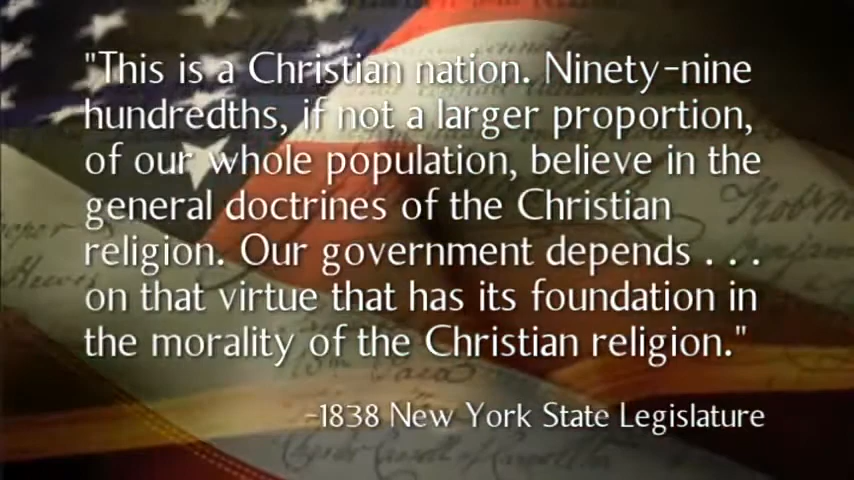 "This is a Christian nation. Ninety-nine
hundredths, if not a larger proportion,
of our whole population, believe in the
general doctrines of the Christian
religion. Our government depends . . .
on that virtue that has its foundation in
the morality of the Christian religion."
-1838 New York State Legislature